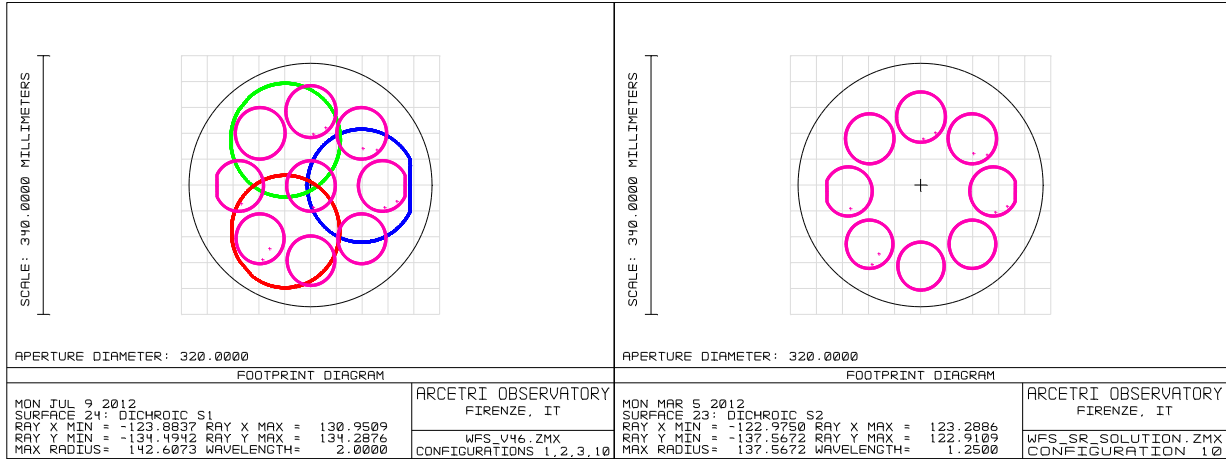 SCALE: 340.0000 MILLIMETERS
APERTURE DIAMETER: 320.0000
FOOTPRINT DIAGRAM
MON JUL 9 2012
SURFACE 24: DICHROIC S1
RAY X MIN = -123.8837 RAY X MAX = 130.9509
RAY Y MIN = -134.4942 RAY Y MAX = 134.2876
MAX RADIUS= 142.6073 WAVELENGTH= 2.0000
ARCETRI OBSERVATORY
FIRENZE, IT
WFS_V46.ZMX
CONFIGURATIONS 1,2,3,10
SCALE: 340.0000 MILLIMETERS
APERTURE DIAMETER: 320.0000
FOOTPRINT DIAGRAM
MON MAR 5 2012
SURFACE 23: DICHROIC S2
RAY X MIN = -122.9750 RAY X MAX = 123.2886
RAY Y MIN = -137.5672 RAY Y MAX = 122.9109
MAX RADIUS= 137.5672 WAVELENGTH= 1.2500
ARCETRI OBSERVATORY
FIRENZE, IT
WFS_SR_SOLUTION.ZMX
CONFIGURATION 10